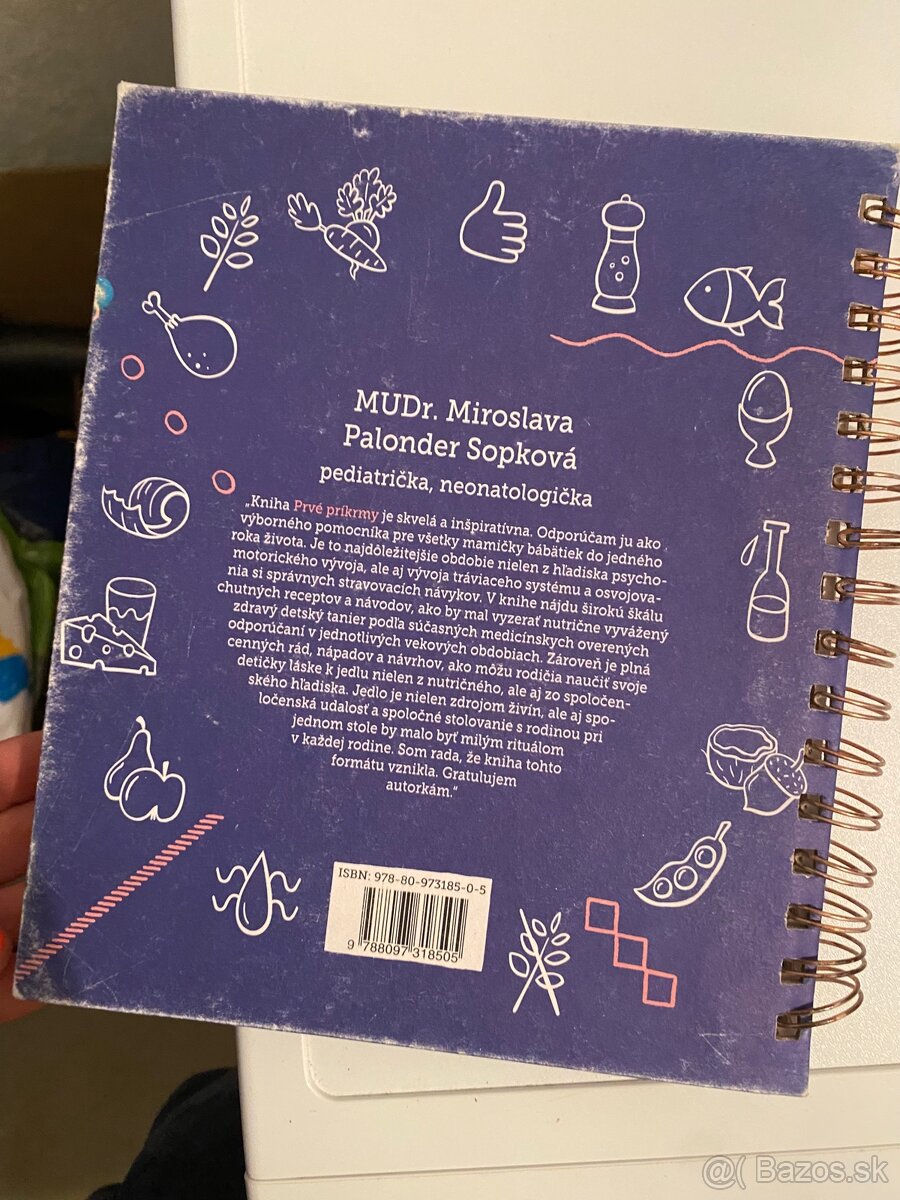 MUDr. Miroslava
Palonder Sopková
pediatrička, neonatologička
„Kniha Prvé príkrmy je skvelá a inšpiratívna. Odporúčam ju ako
výborného pomocníka pre všetky mamičky bábätiek do jedného
roka života. Je to najdôležitejšie obdobie nielen z hľadiska psycho-
motorického vývoja, ale aj vývoja tráviaceho systému a osvojova-
nia si správnych stravovacích návykov. V knihe nájdu širokú škálu
chutných receptov a návodov, ako by mal vyzerať nutrične vyvážený
zdravý detský tanier podľa súčasných medicínskych overených
odporúčaní v jednotlivých vekových obdobiach. Zároveň je plná
cenných rád, nápadov a návrhov, ako môžu rodičia naučiť svoje
detičky láske k jedlu nielen z nutričného, ale aj zo spoločen-
ského hľadiska. Jedlo je nielen zdrojom živín, ale aj spo-
ločenská udalosť a spoločné stolovanie s rodinou pri
jednom stole by malo byť milým rituálom
v každej rodine. Som rada, že kniha tohto
formátu vznikla. Gratulujem
autorkám.“
ISBN: 978-80-973185-0-5
9 788097 318505
@( Bazos.sk